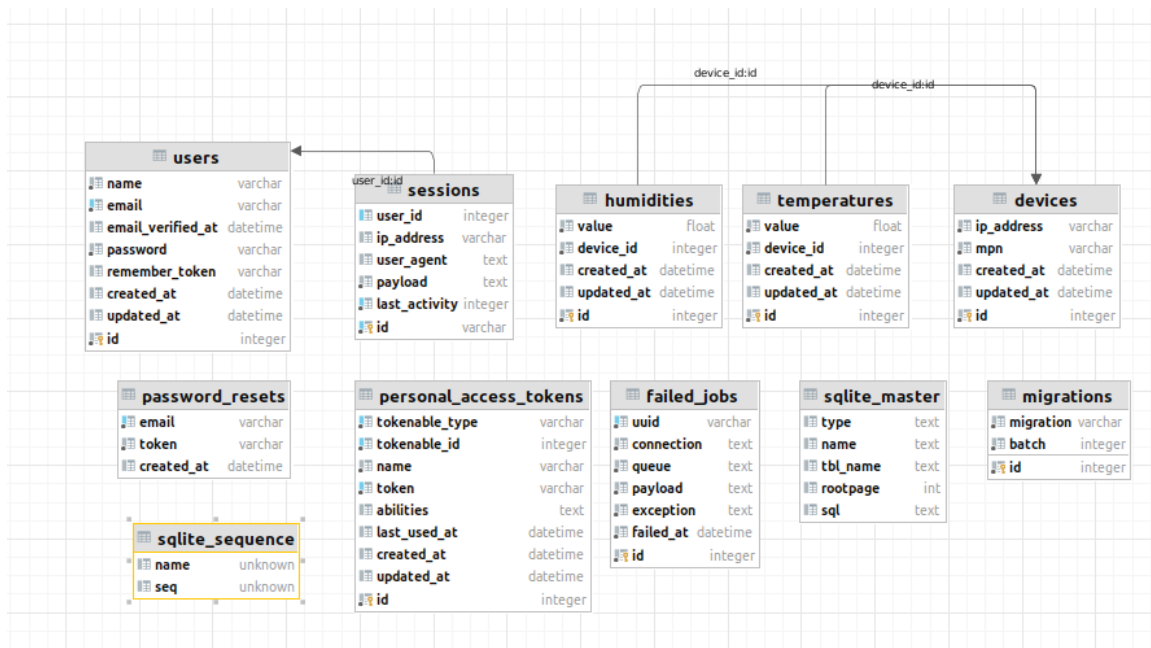 device_id:id
device_id:id
users
name varchar
email varchar
email_verified_at datetime
password varchar
remember_token varchar
created_at datetime
updated_at datetime
id integer
user_id:id
sessions
user_id integer
ip_address varchar
user_agent text
payload text
last_activity integer
id varchar
humidities
value float
device_id integer
created_at datetime
updated_at datetime
id integer
temperatures
value float
device_id integer
created_at datetime
updated_at datetime
id integer
devices
ip_address varchar
mpn varchar
created_at datetime
updated_at datetime
id integer
password_resets
email varchar
token varchar
created_at datetime
personal_access_tokens
tokenable_type varchar
tokenable_id integer
name varchar
token varchar
abilities text
last_used_at datetime
created_at datetime
updated_at datetime
id integer
failed_jobs
uuid varchar
connection text
queue text
payload text
exception text
failed_at datetime
id integer
sqlite_master
type text
name text
tbl_name text
rootpage int
sql text
migrations
migration varchar
batch integer
id integer
sqlite_sequence
name unknown
seq unknown